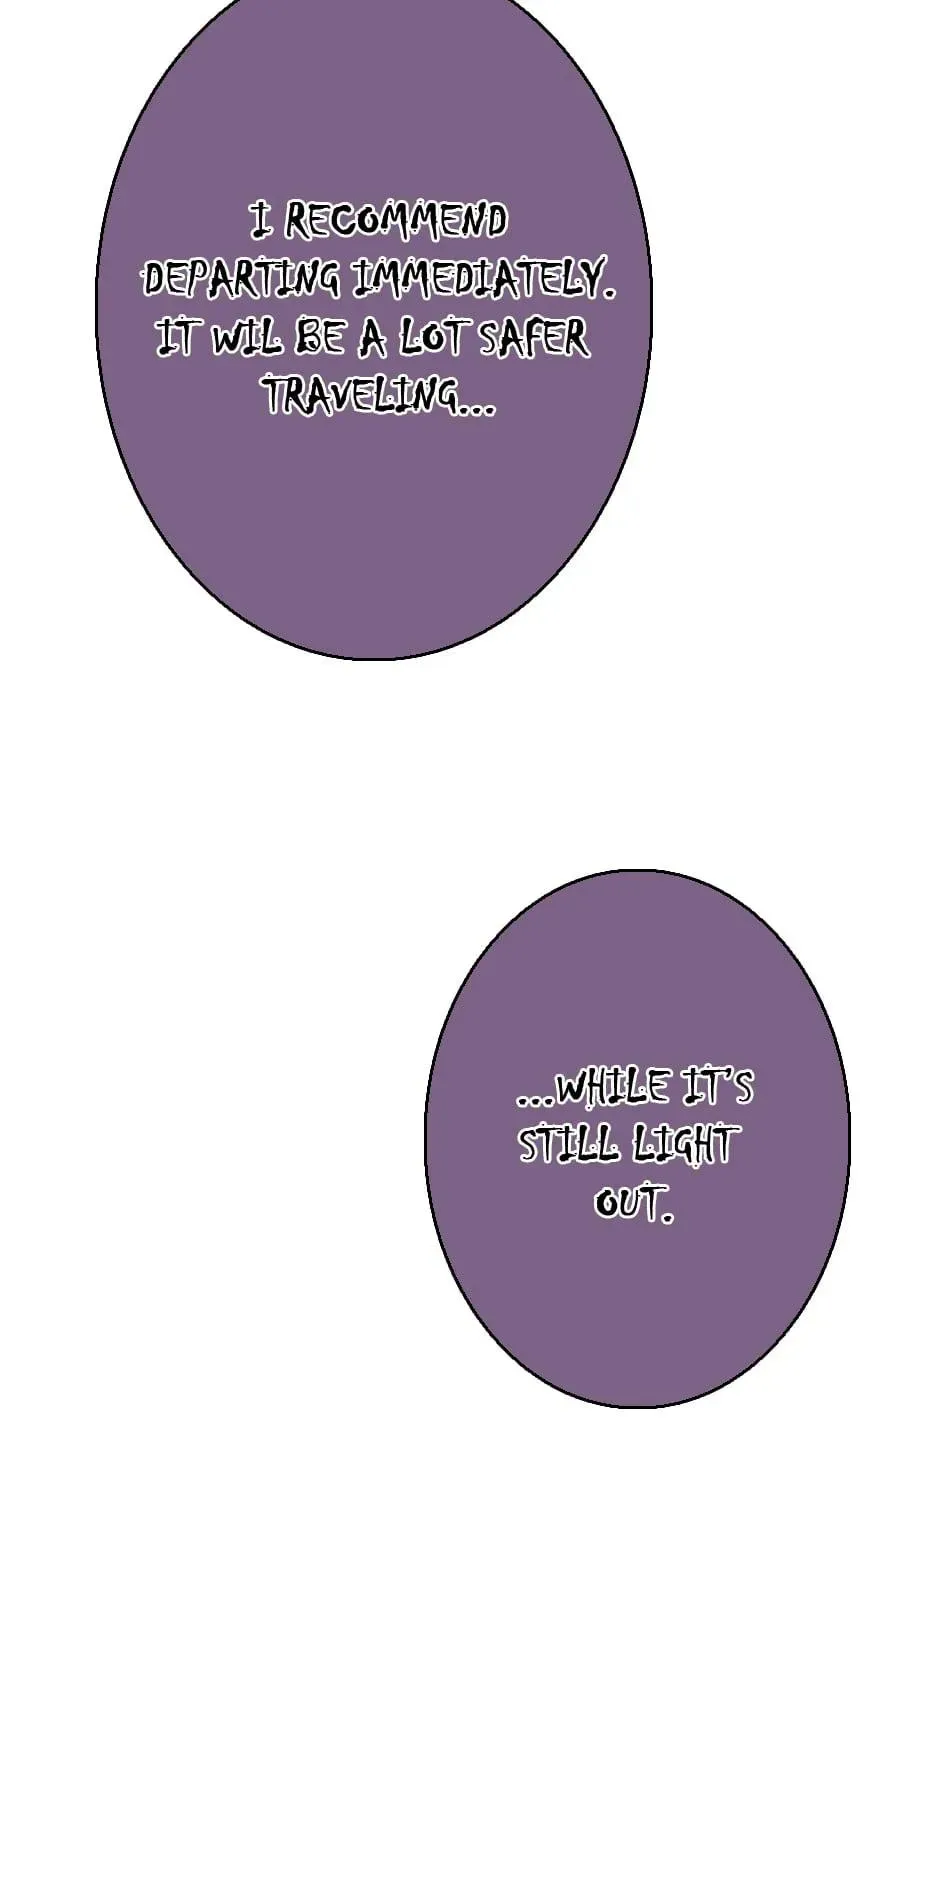 I RECOMMEND
DEPARTING IMMEDIATELY.
IT WIL BE A LOT SAFER
TRAVELING...
...WHILE IT'S
STILL LIGHT
OUT.